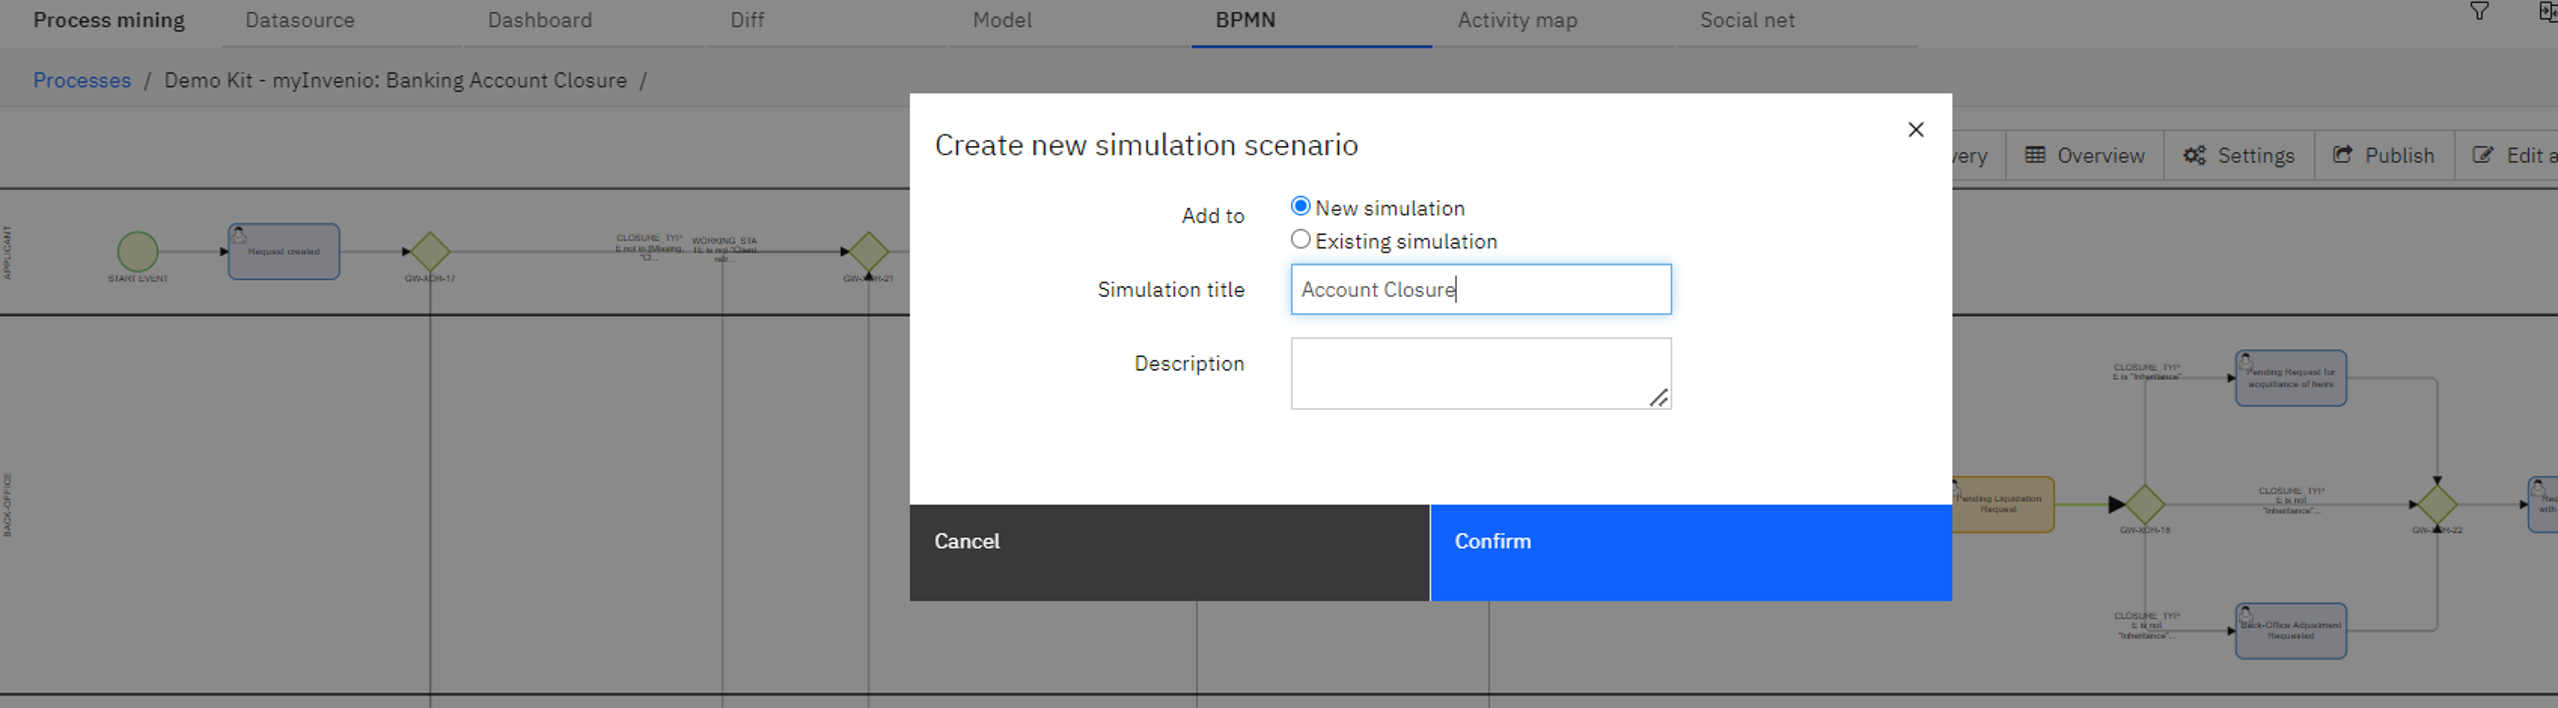 Process mining
Datasource
Dashboard
Diff
Model
BPMN
Activity map
Social net
Processes / Demo Kit - myInvenio: Banking Account Closure /
Create new simulation scenario
very
Overview
Settings
Publish
Edit a
Add to
New simulation
Existing simulation
Simulation title
Account Closure
Description
Cancel
Confirm
APPLICANT
START EVENT
Request created
GW-XOR-17
CLOSURE_TYP
E not in [Missing,
"Cl...
WORKING_STA
TE is not "Client
GW-XOR-21
BACK-OFFICE
Pending Liquidation
Request
GW-XOR-18
CLOSURE_TYP
E is "Inheritance"
Pending Request for
acquittance of heirs
CLOSURE_TYP
E is not
"Inheritance"...
GW-XOR-22
CLOSURE_TYP
E is not
"Inheritance"...
Back-Office Adjustment
Requested
Req
with